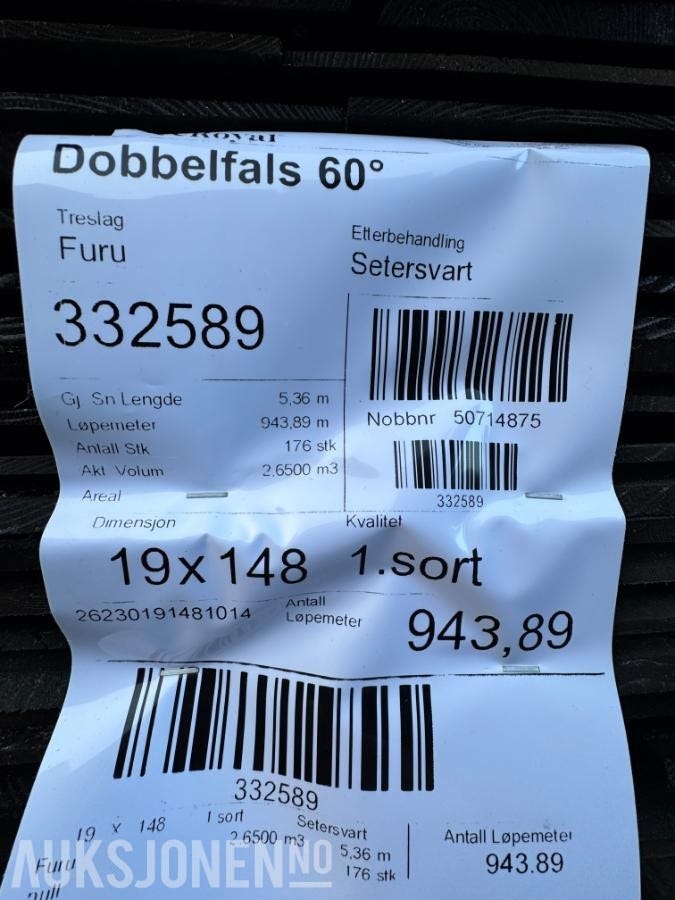 Royal
Dobbelfals 60°
Treslag
Furu
Etterbehandling
Setersvart
332589
Gj Sn Lengde 5,36 m
Løpemeter 943,89 m
Antall Stk 176 stk
Akt Volum 2,6500 m3
Areal
Nobbnr 50714875
332589
Dimensjon
19x148
Kvalitet
1.sort
26230191481014
Antall
Løpemeter
943,89
332589
19 x 148 1 sort Setersvart
Furu 2,6500 m3 5,36 m
176 stk
Antall Løpemeter
943.89
AUKSJONEN NO